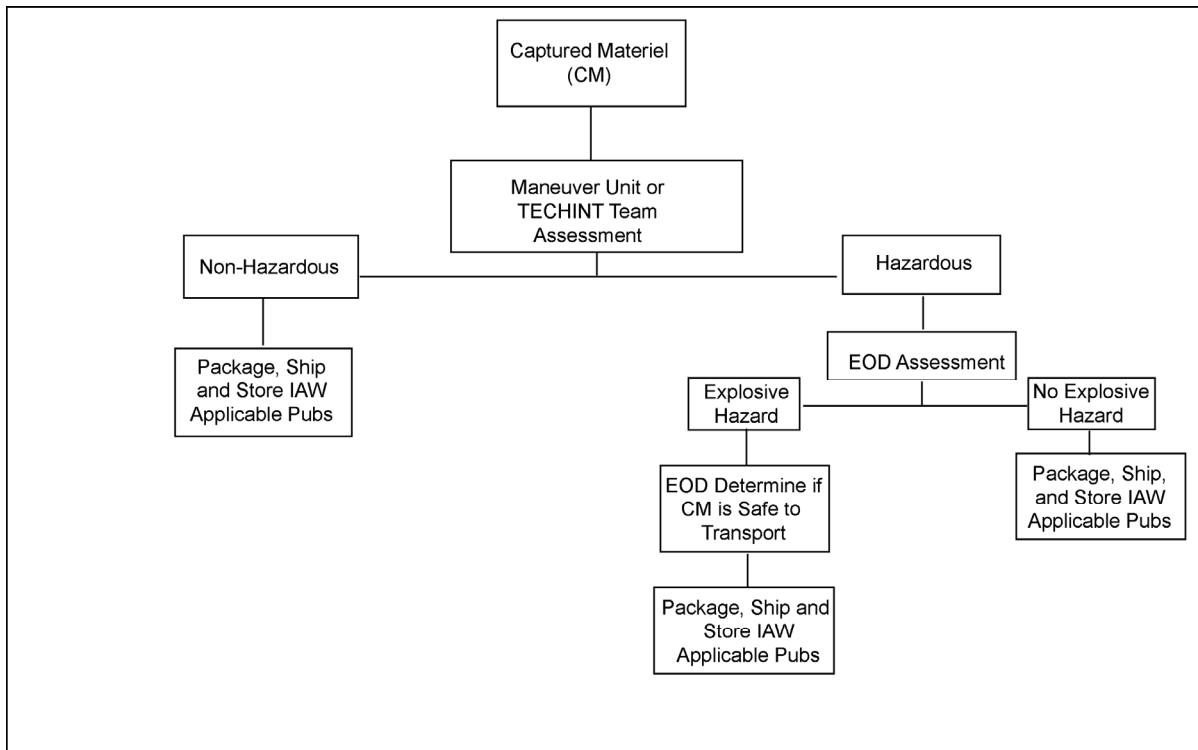 Captured Materiel
(CM)
Maneuver Unit or
TECHINT Team
Assessment
Non-Hazardous
Hazardous
Package, Ship
and Store IAW
Applicable Pubs
EOD Assessment
Explosive
Hazard
No Explosive
Hazard
EOD Determine if
CM is Safe to
Transport
Package, Ship,
and Store IAW
Applicable Pubs
Package, Ship and
Store IAW
Applicable Pubs